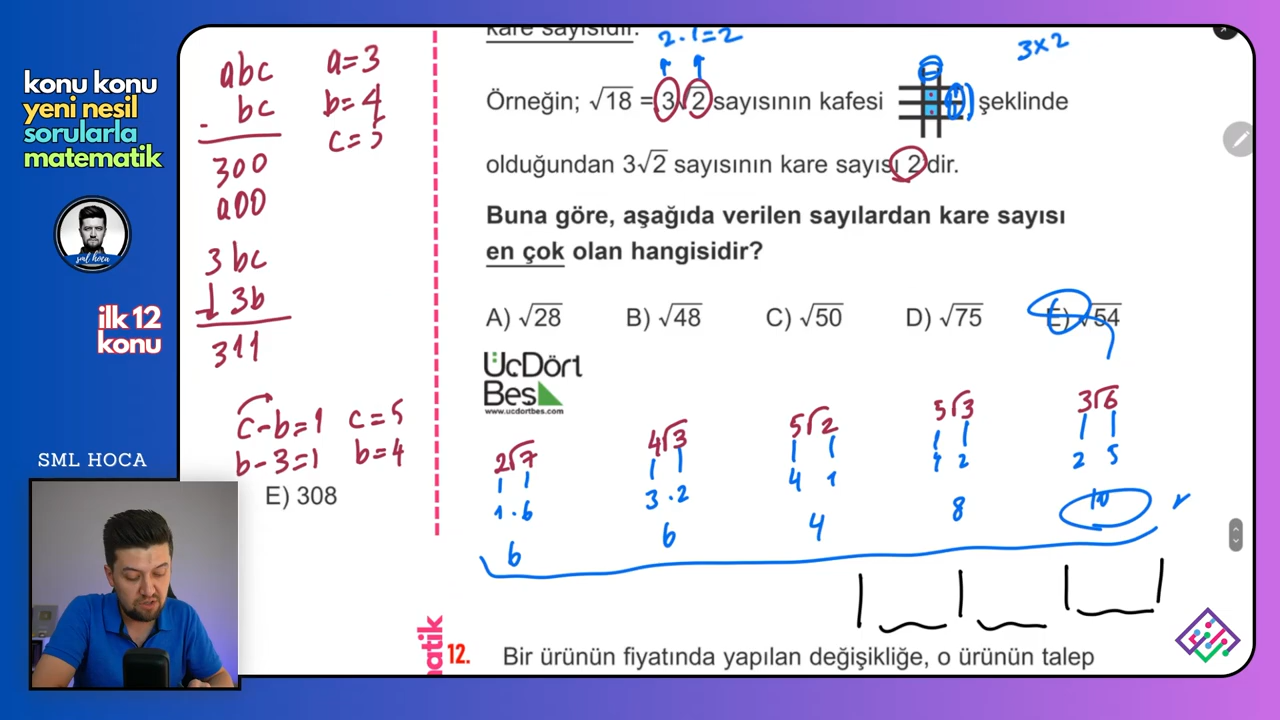 konu konu
yeni nesil
sorularla
matematik
sml hoca
ilk 12
konu
SML HOCA
abc
bc
300
a00
3bc
3b
311
a=3
b=4
c=5
c-b=1
b-3=1
c=5
b=4
E) 308
kare sayısıdır.
2.1=2
3x2
Örneğin; √18 = 3√2 sayısının kafesi şeklinde
olduğundan 3√2 sayısının kare sayısı 2 dir.
Buna göre, aşağıda verilen sayılardan kare sayısı
en çok olan hangisidir?
A) √28 B) √48 C) √50 D) √75 E) √54
ÜçDört
Beş
www.ucdortbes.com
2√7 4√3 5√2 5√3 3√6
1.6 3.2 4 1 4 2 2 5
6 6 4 8 10
matik
12. Bir ürünün fiyatında yapılan değişikliğe, o ürünün talep